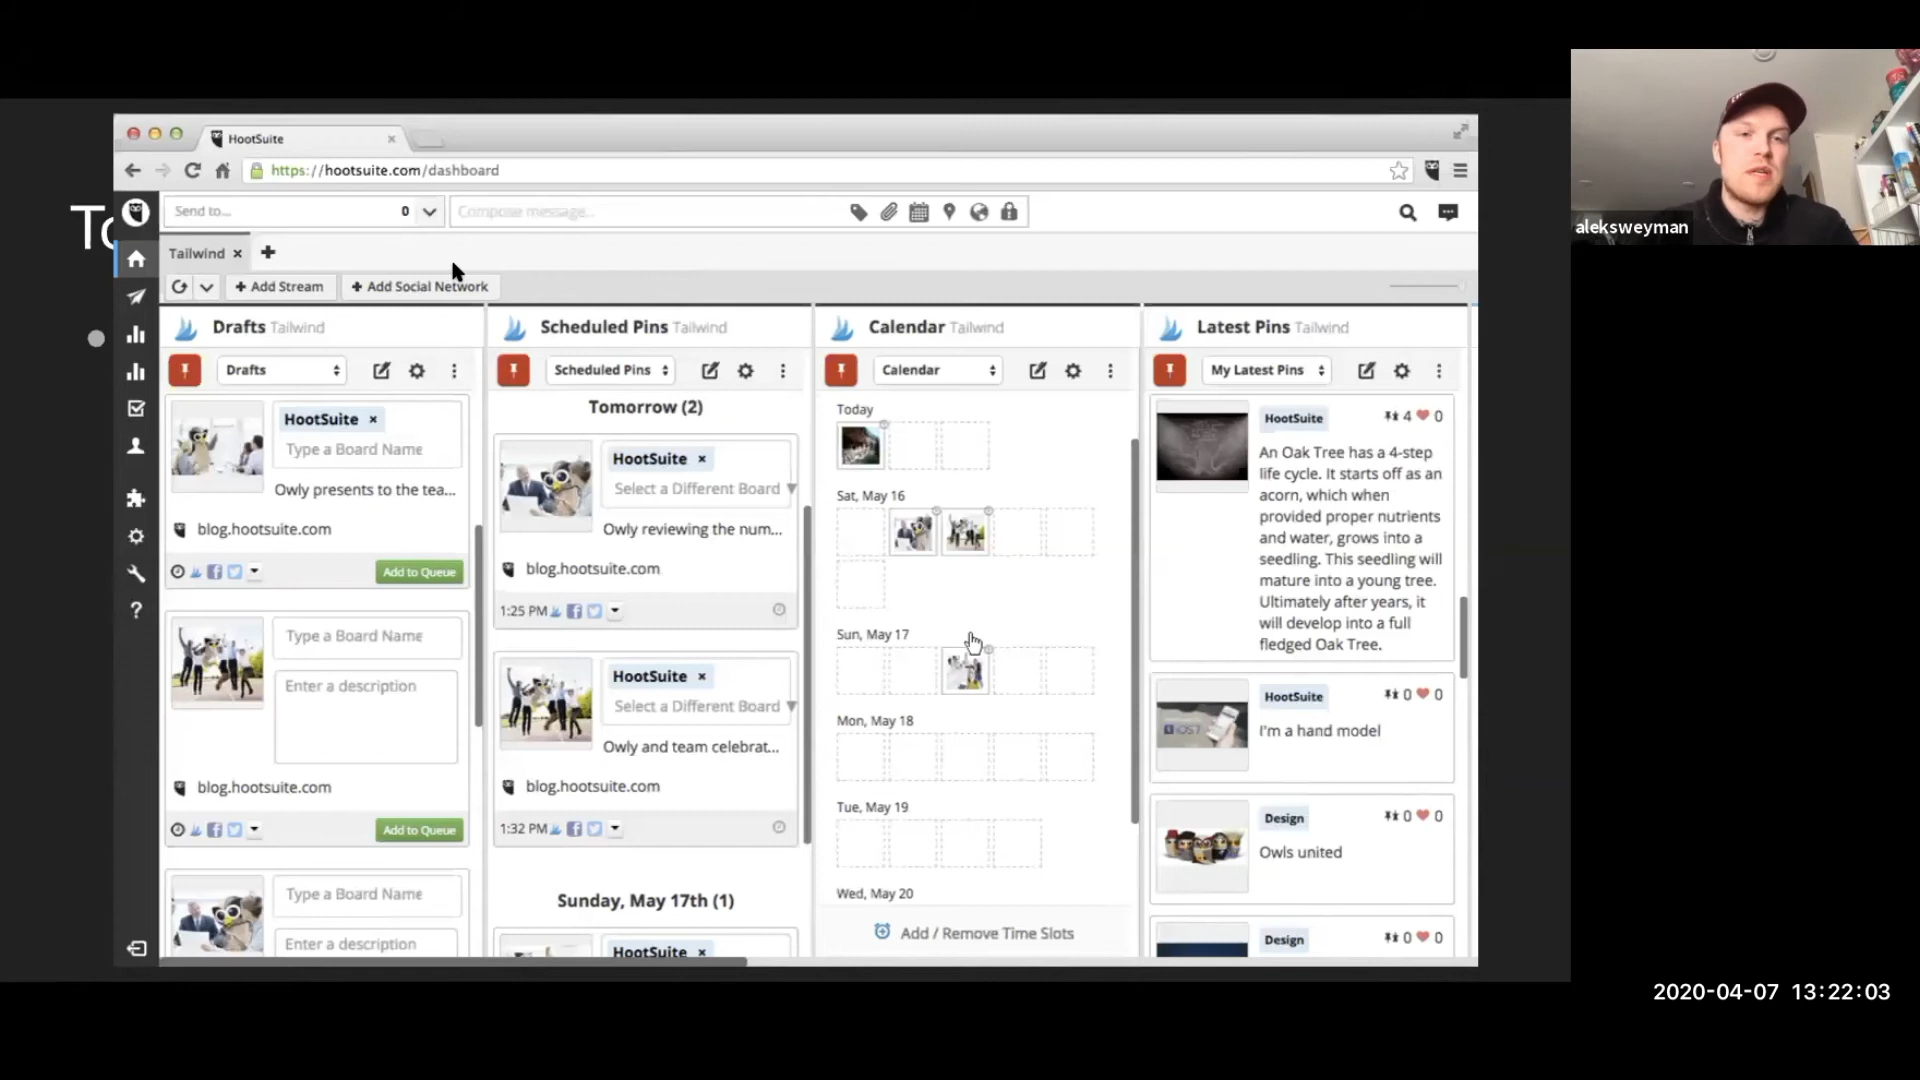 To
HootSuite
https://hootsuite.com/dashboard
Send to... 0
Compose message...
Tailwind × +
+ Add Stream
+ Add Social Network
Drafts Tailwind
Drafts
HootSuite ×
Type a Board Name
Owly presents to the tea...
blog.hootsuite.com
Add to Queue
Type a Board Name
Enter a description
blog.hootsuite.com
Add to Queue
Type a Board Name
Enter a description
Scheduled Pins Tailwind
Scheduled Pins
Tomorrow (2)
HootSuite ×
Select a Different Board
Owly reviewing the num...
blog.hootsuite.com
1:25 PM
HootSuite ×
Select a Different Board
Owly and team celebrat...
blog.hootsuite.com
1:32 PM
Sunday, May 17th (1)
HootSuite ×
Calendar Tailwind
Calendar
Today
Sat, May 16
Sun, May 17
Mon, May 18
Tue, May 19
Wed, May 20
Add / Remove Time Slots
Latest Pins Tailwind
My Latest Pins
HootSuite 4 0
An Oak Tree has a 4-step
life cycle. It starts off as an
acorn, which when
provided proper nutrients
and water, grows into a
seedling. This seedling will
mature into a young tree.
Ultimately after years, it
will develop into a full
fledged Oak Tree.
HootSuite 0 0
I'm a hand model
iOS7
Design 0 0
Owls united
Design 0 0
aleksweyman
2020-04-07 13:22:03